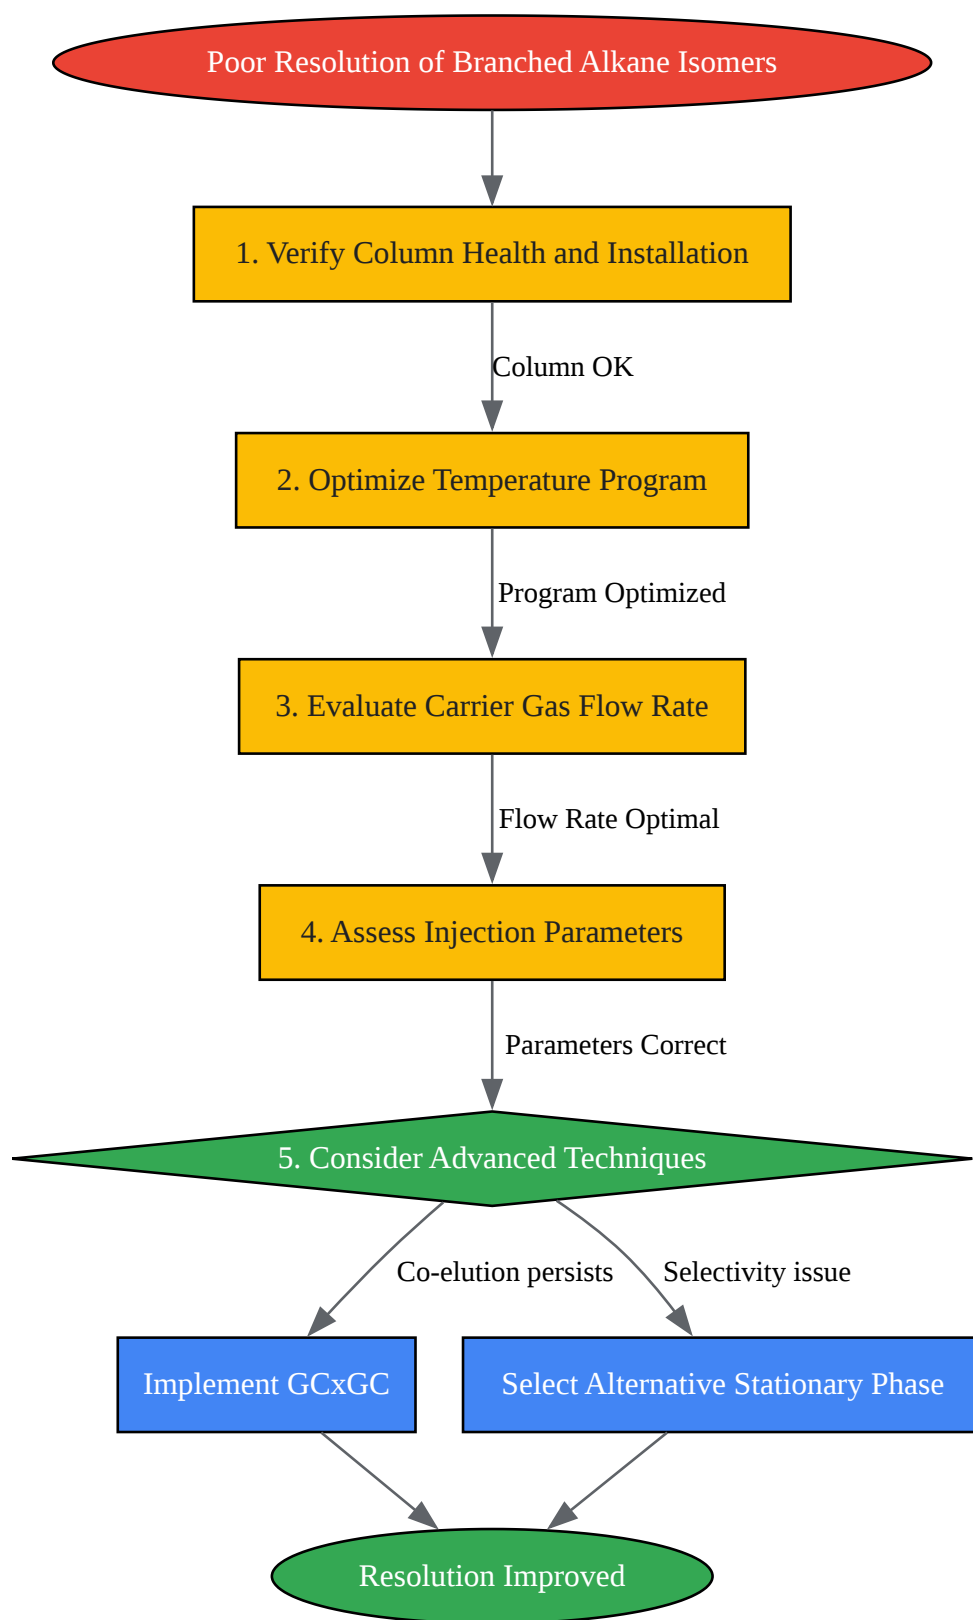 Poor Resolution of Branched Alkane Isomers
1. Verify Column Health and Installation
Column OK
2. Optimize Temperature Program
Program Optimized
3. Evaluate Carrier Gas Flow Rate
Flow Rate Optimal
4. Assess Injection Parameters
Parameters Correct
5. Consider Advanced Techniques
Co-elution persists
Selectivity issue
Implement GCxGC
Select Alternative Stationary Phase
Resolution Improved